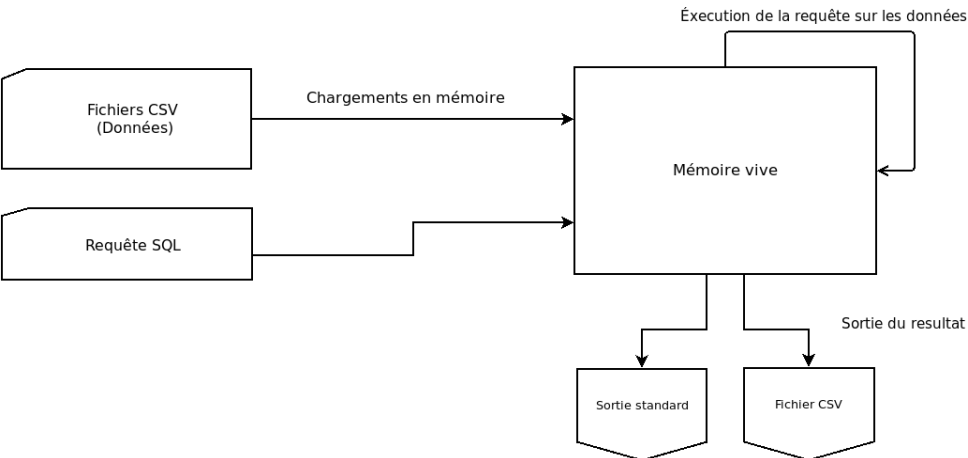 Éxecution de la requête sur les données
Fichiers CSV
(Données)
Chargements en mémoire
Mémoire vive
Requête SQL
Sortie du resultat
Sortie standard
Fichier CSV